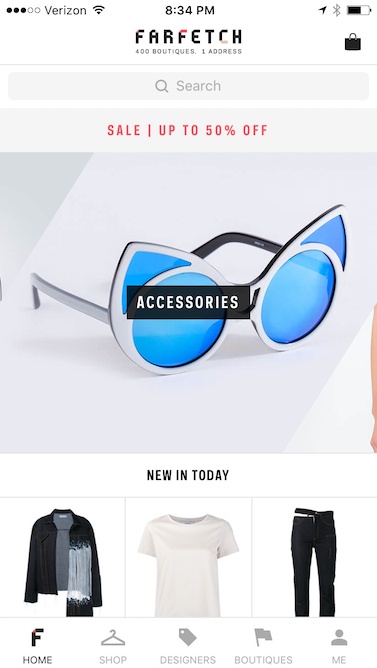 Verizon 8:34 PM
FARFETCH
400 BOUTIQUES. 1 ADDRESS
Search
SALE | UP TO 50% OFF
ACCESSORIES
NEW IN TODAY
HOME SHOP DESIGNERS BOUTIQUES ME